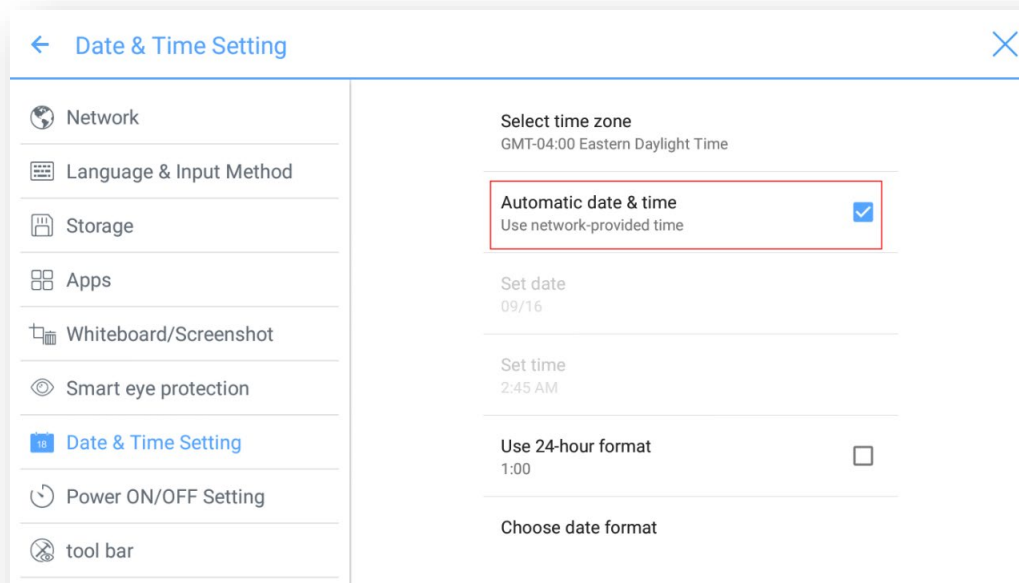 Date & Time Setting
Network
Language & Input Method
Storage
Apps
Whiteboard/Screenshot
Smart eye protection
18
Date & Time Setting
Power ON/OFF Setting
tool bar
Select time zone
GMT-04:00 Eastern Daylight Time
Automatic date & time
Use network-provided time
Set date
09/16
Set time
2:45 AM
Use 24-hour format
1:00
Choose date format